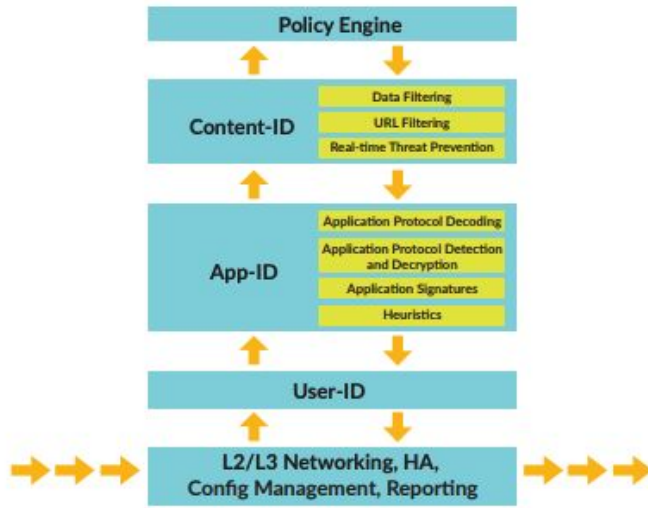 Policy Engine
Content-ID
Data Filtering
URL Filtering
Real-time Threat Prevention
App-ID
Application Protocol Decoding
Application Protocol Detection
and Decryption
Application Signatures
Heuristics
User-ID
L2/L3 Networking, HA,
Config Management, Reporting